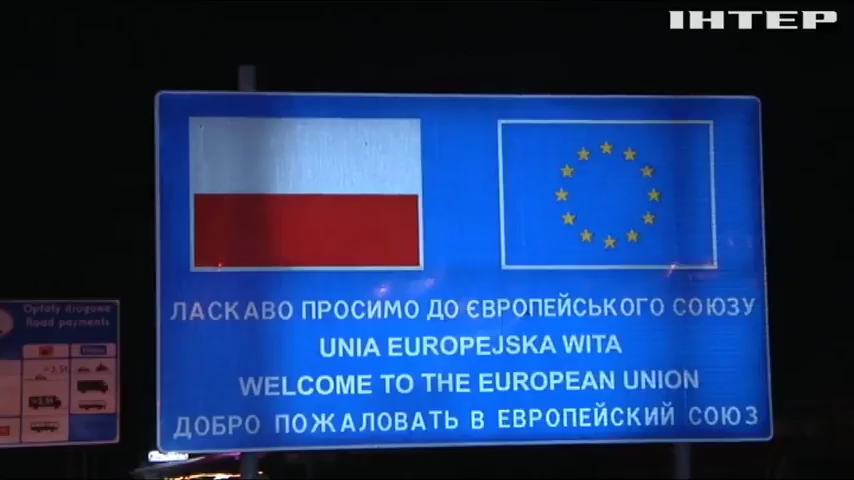 ІНТЕР
ЛАСКАВО ПРОСИМО ДО ЄВРОПЕЙСЬКОГО СОЮЗУ
UNIA EUROPEJSKA WITA
WELCOME TO THE EUROPEAN UNION
ДОБРО ПОЖАЛОВАТЬ В ЕВРОПЕЙСКИЙ СОЮЗ
Opłaty drogowe
Road payments